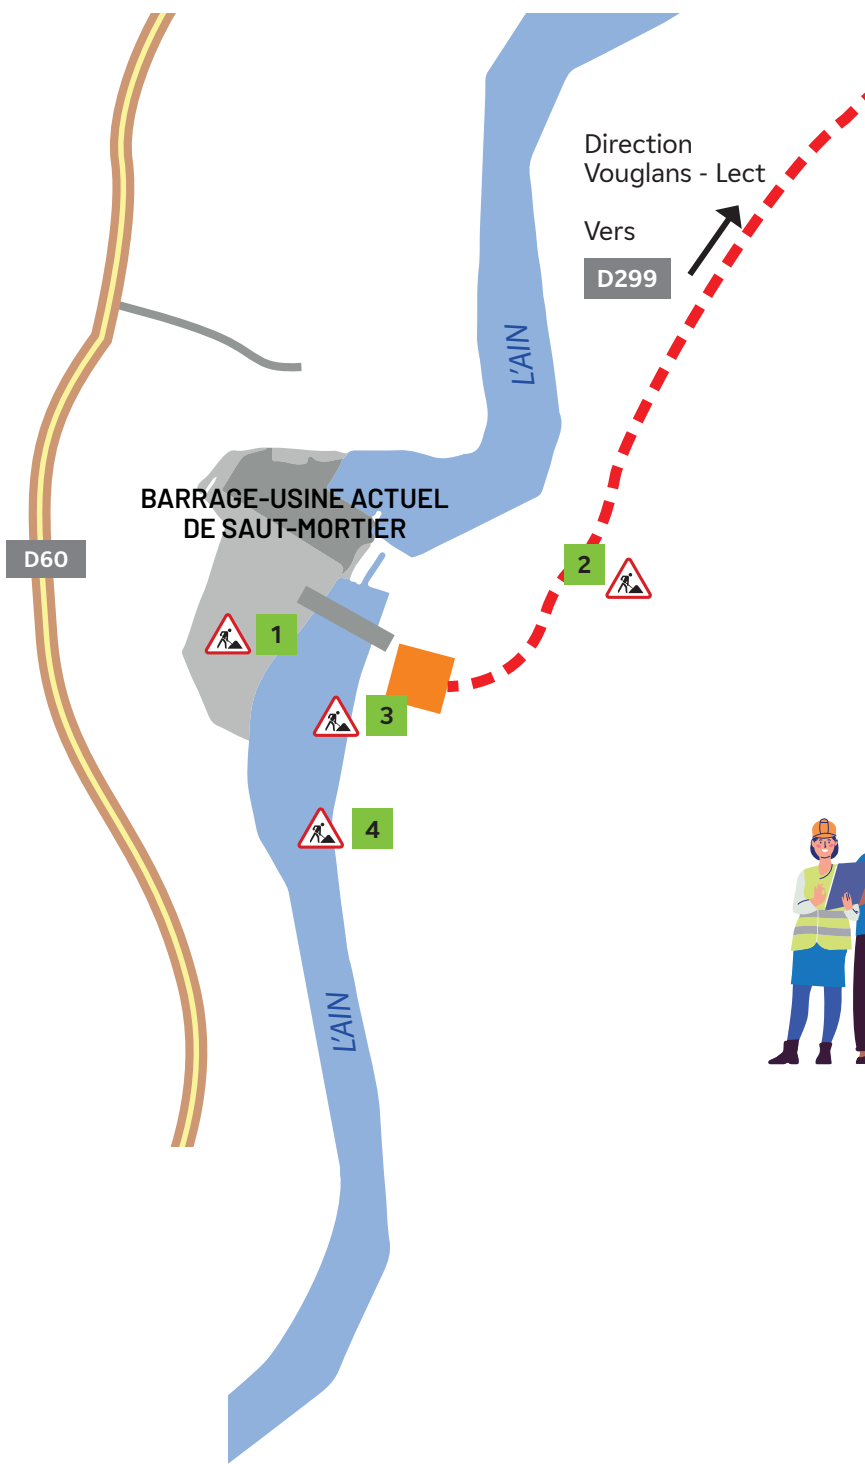 Direction
Vouglans - Lect
Vers
D299
L'AIN
BARRAGE-USINE ACTUEL
DE SAUT-MORTIER
D60
2
1
3
4
L'AIN